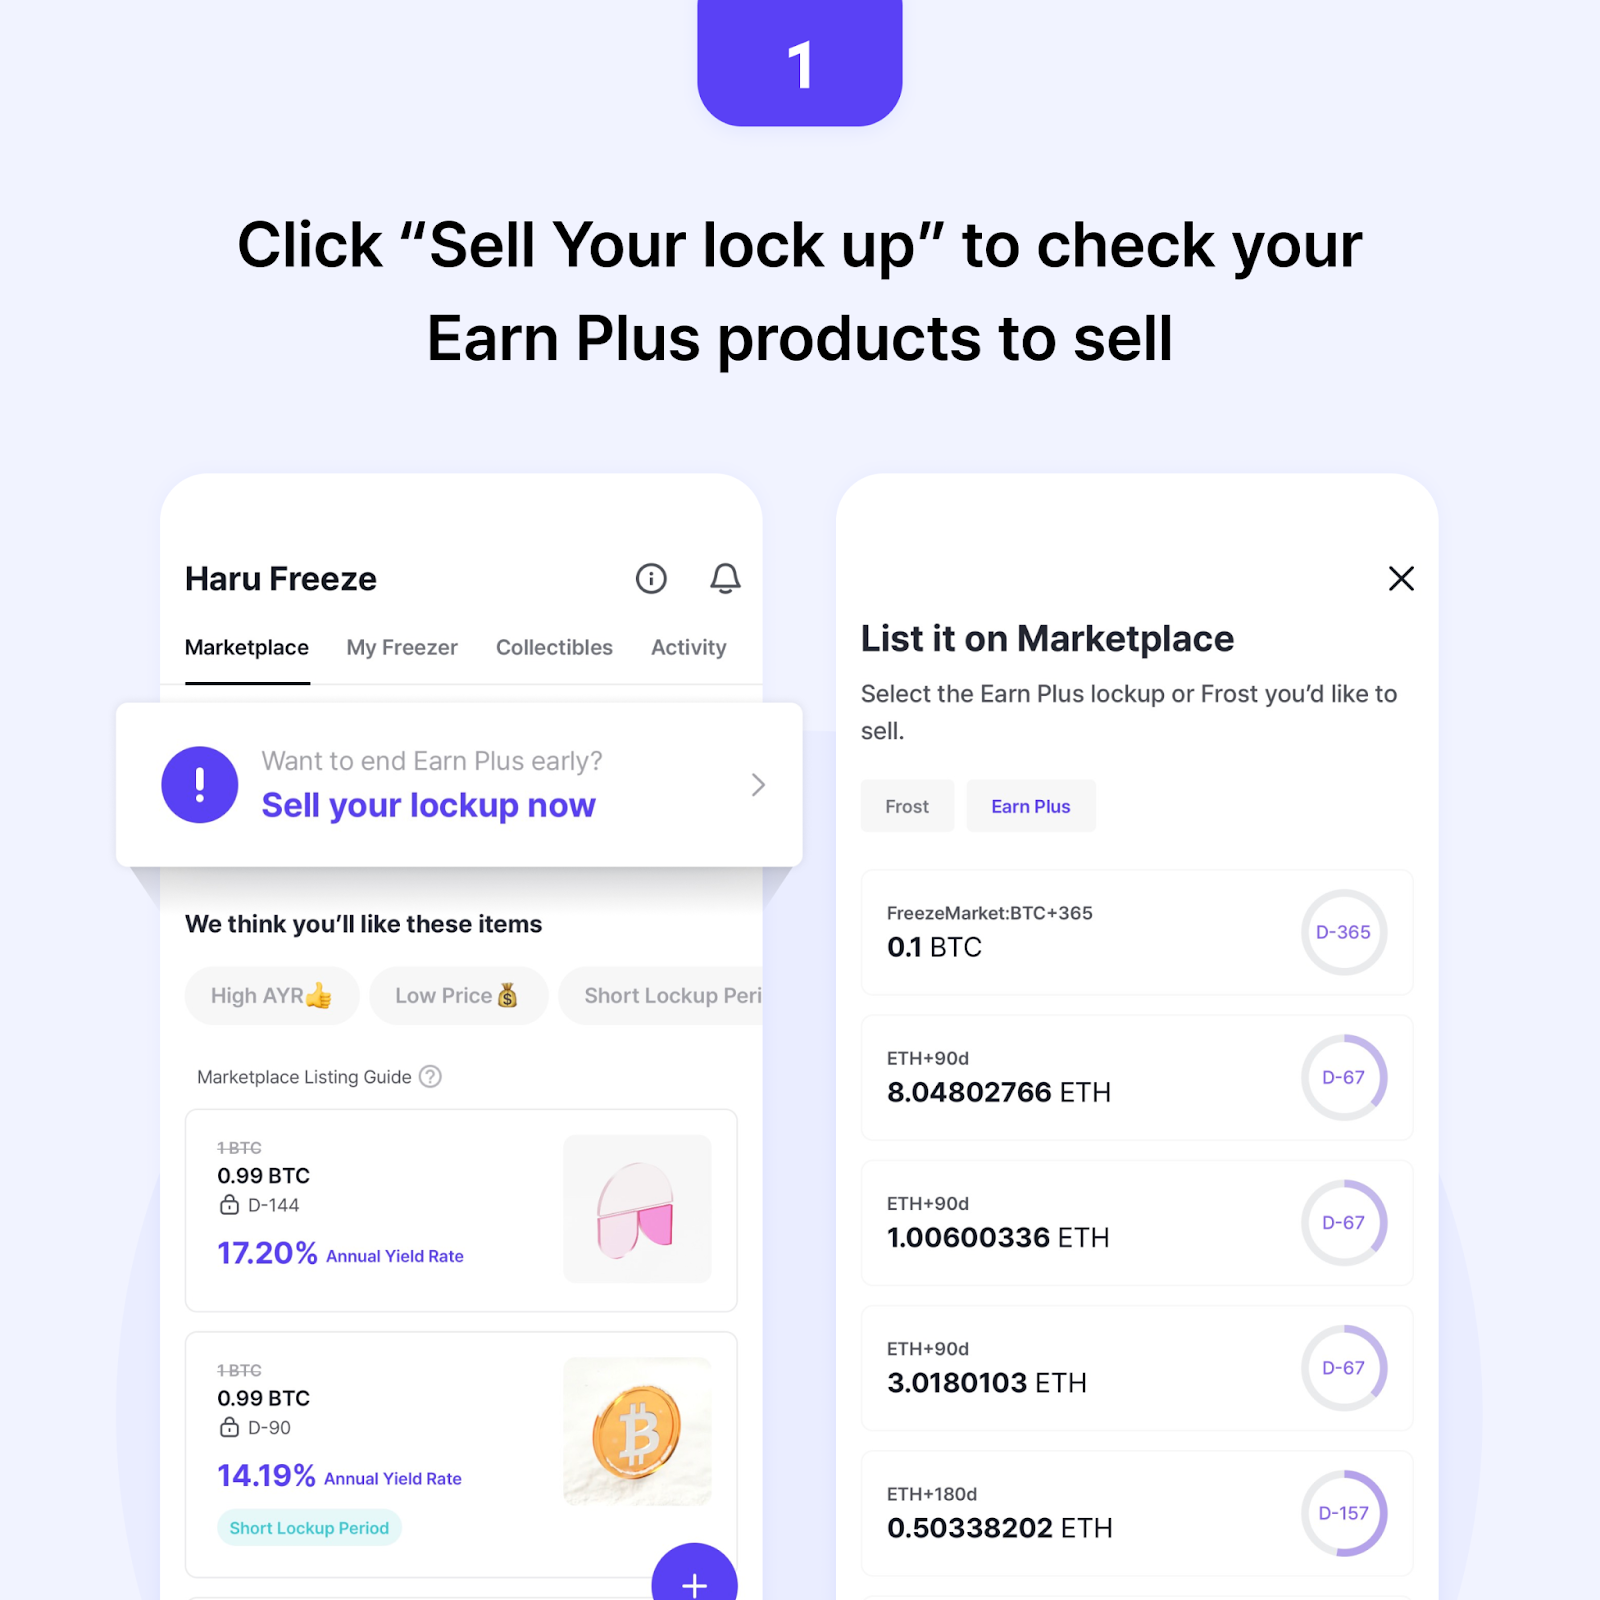 1
Click “Sell Your lock up” to check your
Earn Plus products to sell
Haru Freeze
Marketplace My Freezer Collectibles Activity
Want to end Earn Plus early?
Sell your lockup now
We think you’ll like these items
High AYR👍 Low Price💰 Short Lockup Peri
Marketplace Listing Guide ?
1 BTC
0.99 BTC
D-144
17.20% Annual Yield Rate
1 BTC
0.99 BTC
D-90
14.19% Annual Yield Rate
Short Lockup Period
+
List it on Marketplace
Select the Earn Plus lockup or Frost you’d like to
sell.
Frost Earn Plus
FreezeMarket:BTC+365
0.1 BTC
D-365
ETH+90d
8.04802766 ETH
D-67
ETH+90d
1.00600336 ETH
D-67
ETH+90d
3.0180103 ETH
D-67
ETH+180d
0.50338202 ETH
D-157